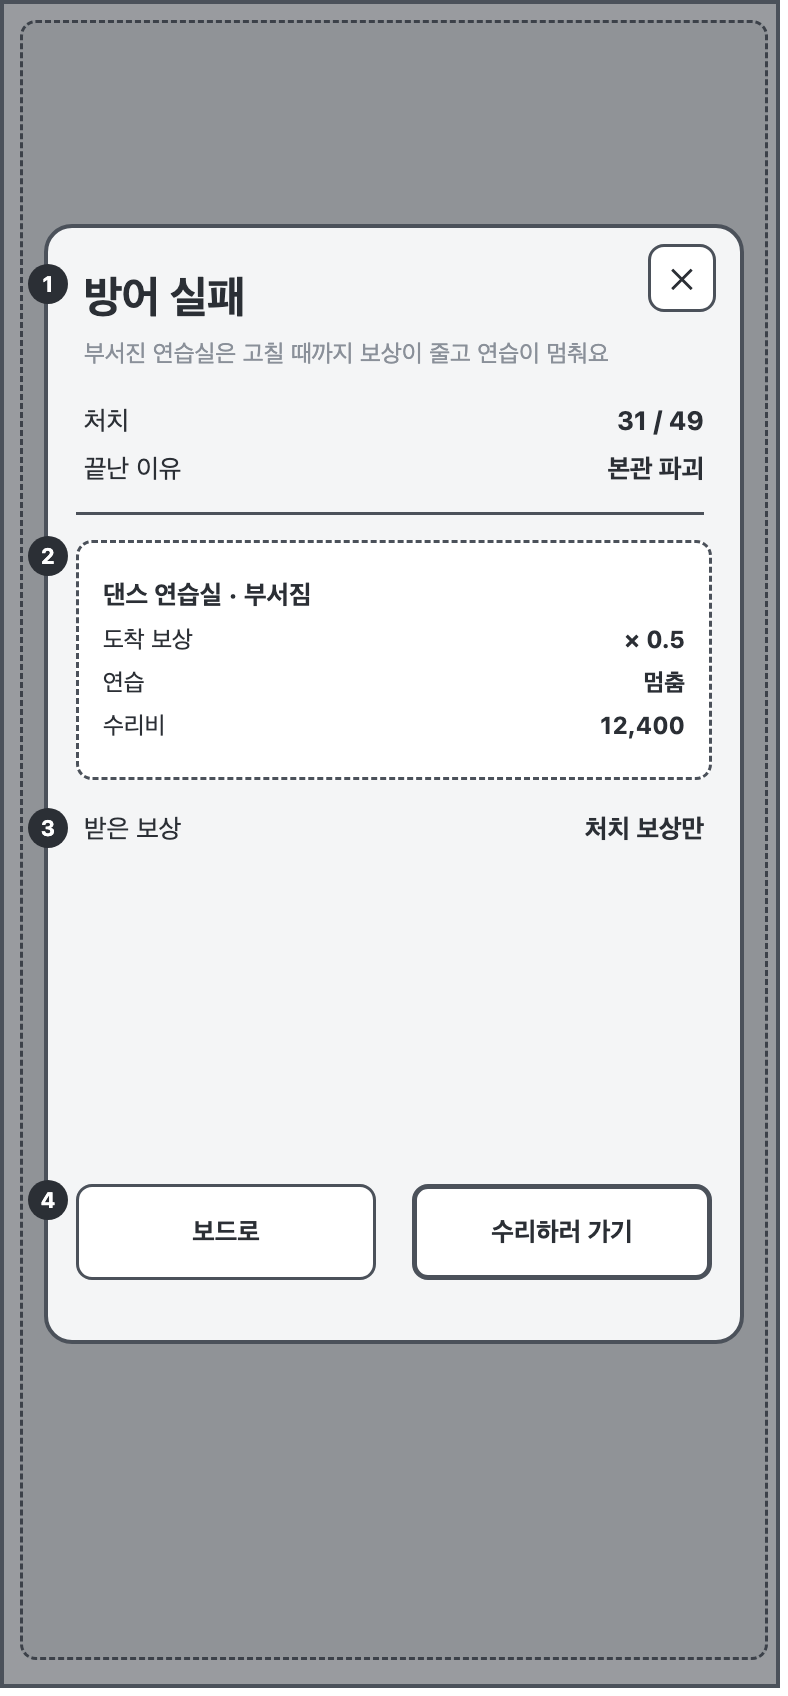 1 방어 실패
부서진 연습실은 고칠 때까지 보상이 줄고 연습이 멈춰요
처치 31 / 49
끝난 이유 본관 파괴
2
댄스 연습실 · 부서짐
도착 보상 × 0.5
연습 멈춤
수리비 12,400
3 받은 보상 처치 보상만
4 보드로 수리하러 가기